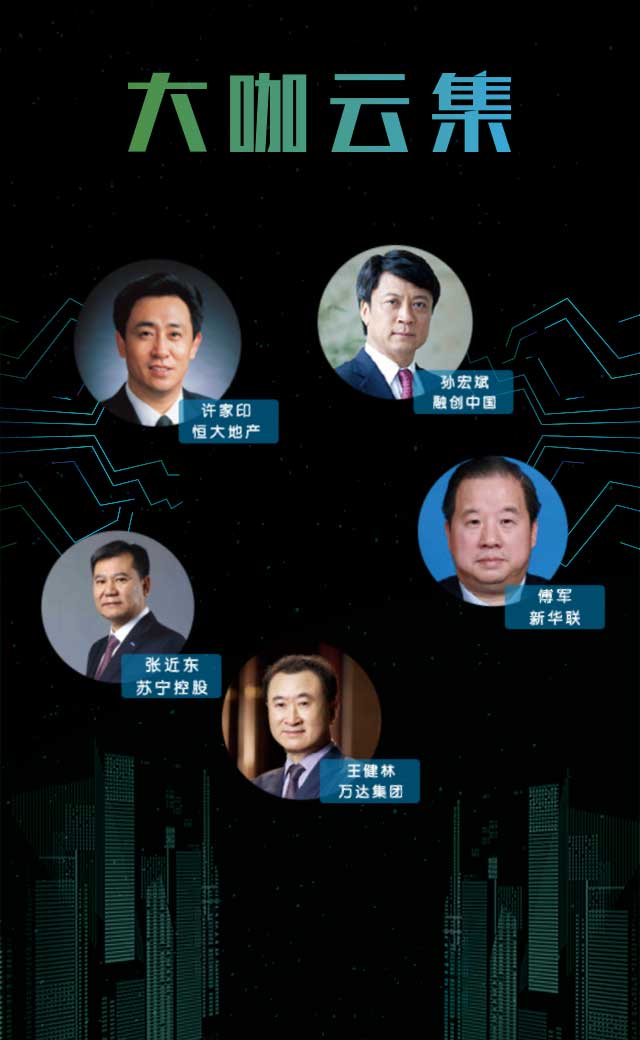 大咖云集
许家印
恒大地产
孙宏斌
融创中国
傅军
新华联
张近东
苏宁控股
王健林
万达集团